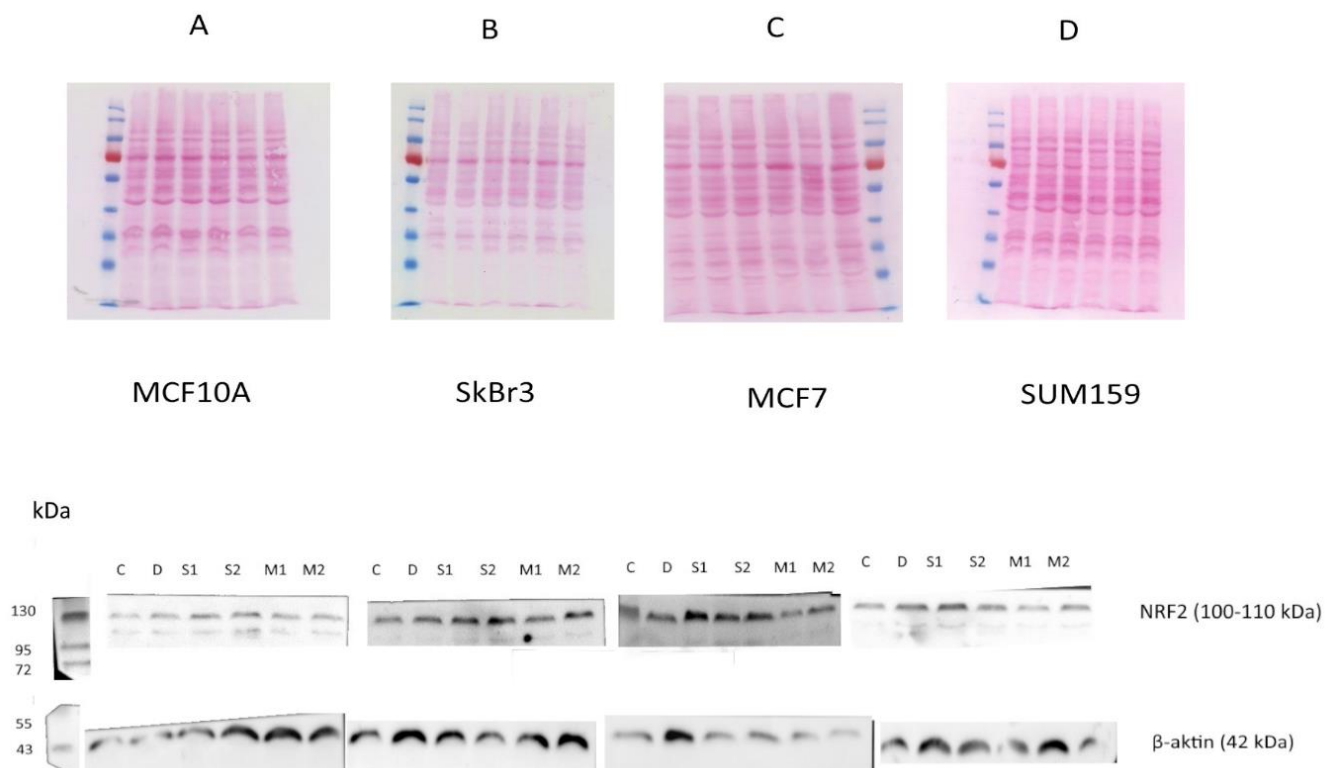 A B C D
MCF10A SkBr3 MCF7 SUM159
kDa
C D S1 S2 M1 M2 C D S1 S2 M1 M2 C D S1 S2 M1 M2 C D S1 S2 M1 M2
130 NRF2 (100-110 kDa)
95
72
55
43 β-aktin (42 kDa)